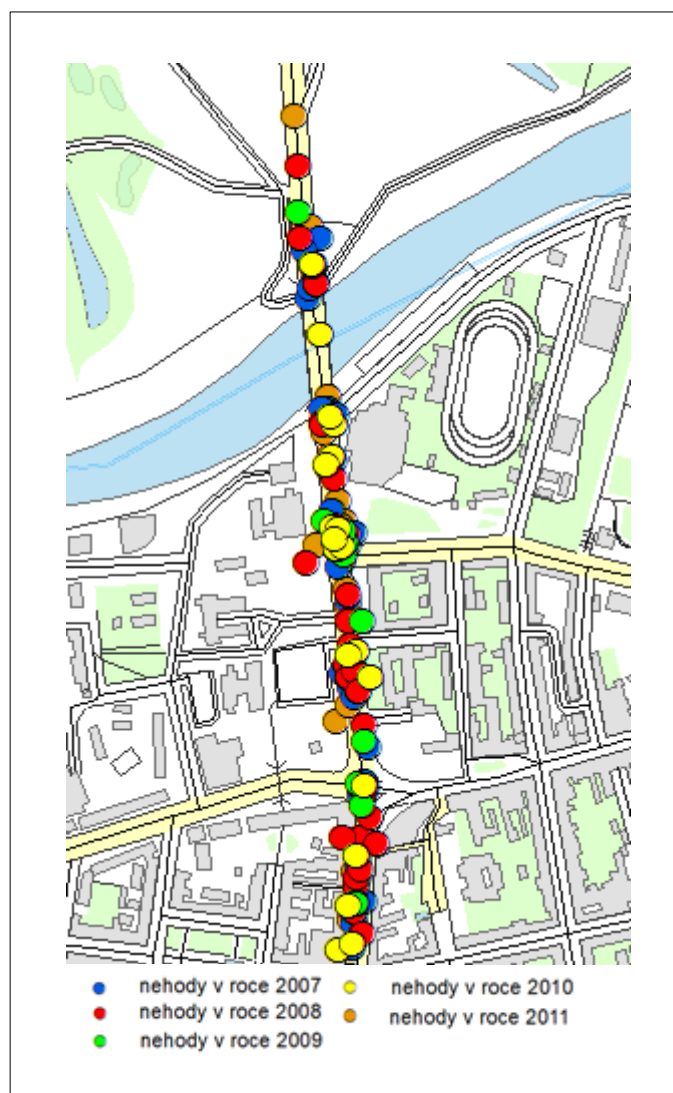 nehody v roce 2007
nehody v roce 2008
nehody v roce 2009
nehody v roce 2010
nehody v roce 2011